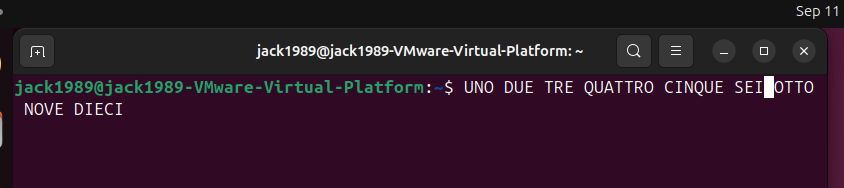 Sep 11
jack1989@jack1989-VMware-Virtual-Platform: ~
jack1989@jack1989-VMware-Virtual-Platform:~$ UNO DUE TRE QUATTRO CINQUE SEI OTTO
NOVE DIECI